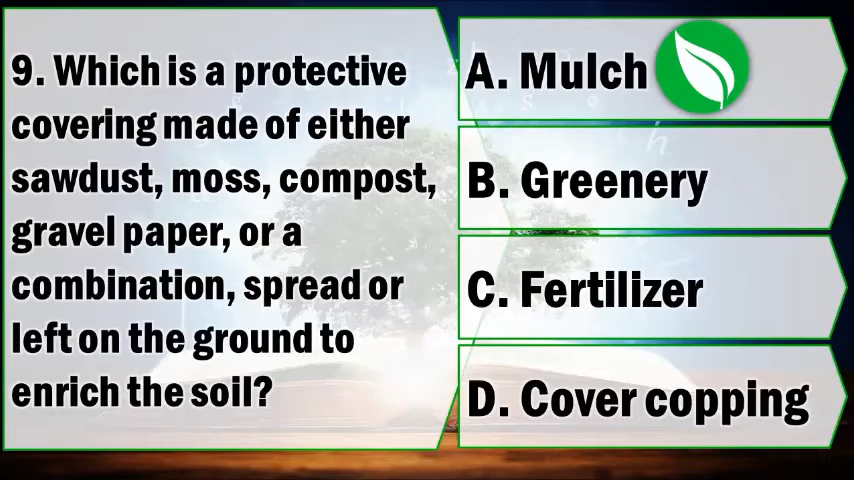 9. Which is a protective
covering made of either
sawdust, moss, compost,
gravel paper, or a
combination, spread or
left on the ground to
enrich the soil?
A. Mulch
B. Greenery
C. Fertilizer
D. Cover copping